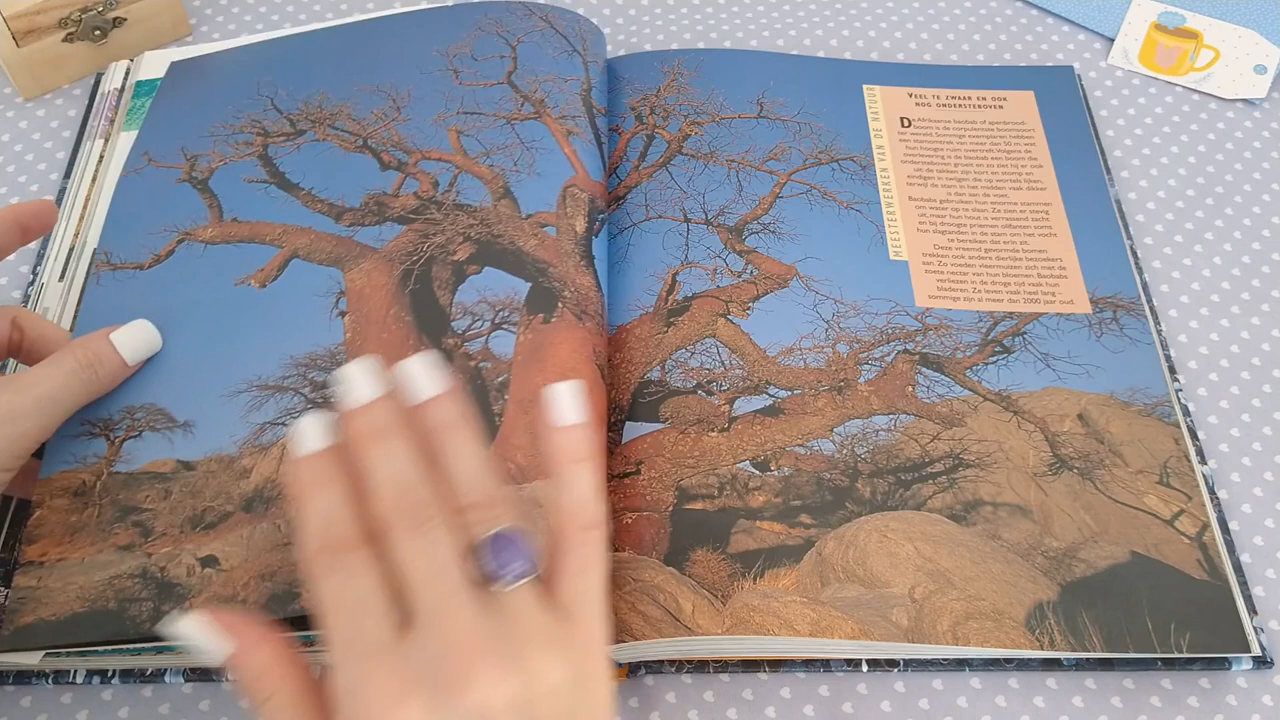 MEESTERWERKEN VAN DE NATUUR
VEEL TE ZWAAR EN OOK
NOG ONDERSTEBOVEN
De Afrikaanse baobab of apenbrood-
boom is de corpulentste boomsoort
ter wereld. Sommige exemplaren hebben
een stamomtrek van meer dan 50 m, wat
hun hoogte ruim overtreft. Volgens de
overlevering is de baobab een boom die
ondersteboven groeit en zo ziet hij er ook
uit: de takken zijn kort en stomp en
eindigen in twijgen die op wortels lijken,
terwijl de stam in het midden vaak dikker
is dan aan de voet.
Baobabs gebruiken hun enorme stammen
om water op te slaan. Ze zien er stevig
uit, maar hun hout is verrassend zacht
en bij droogte priemen olifanten soms
hun slagtanden in de stam om het vocht
te bereiken dat erin zit.
Deze vreemd gevormde bomen
trekken ook andere dierlijke bezoekers
aan. Zo voeden vleermuizen zich met de
zoete nectar van hun bloemen. Baobabs
verliezen in de droge tijd vaak hun
bladeren. Ze leven vaak heel lang –
sommige zijn al meer dan 2000 jaar oud.